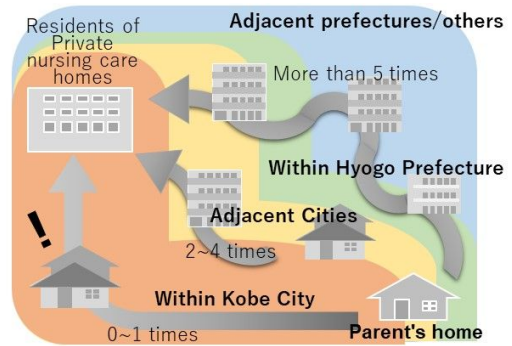 Adjacent prefectures/others
Residents of
Private
nursing care
homes
More than 5 times
Within Hyogo Prefecture
Adjacent Cities
2~4 times
!
Within Kobe City
0~1 times
Parent's home